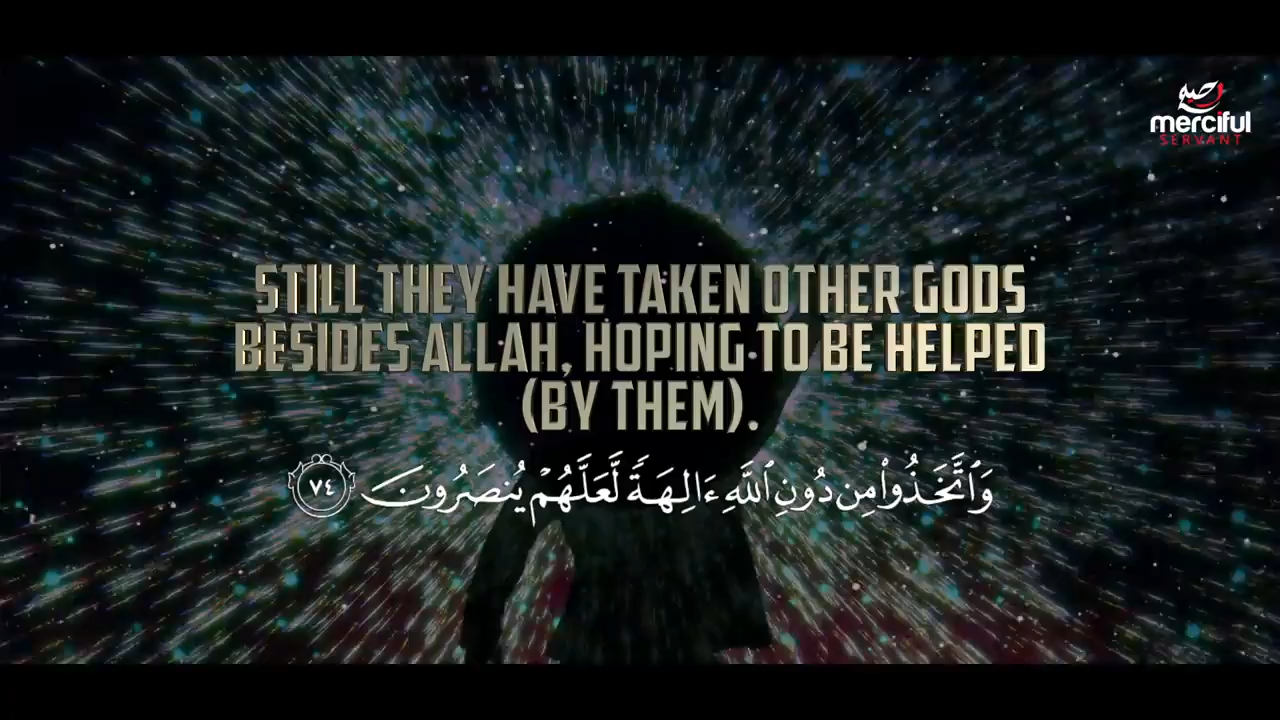 merciful
SERVANT
STILL THEY HAVE TAKEN OTHER GODS
BESIDES ALLAH, HOPING TO BE HELPED
(BY THEM).
وَٱتَّخَذُوا۟ مِن دُونِ ٱللَّهِ ءَالِهَةً لَّعَلَّهُمْ يُنصَرُونَ ٧٤